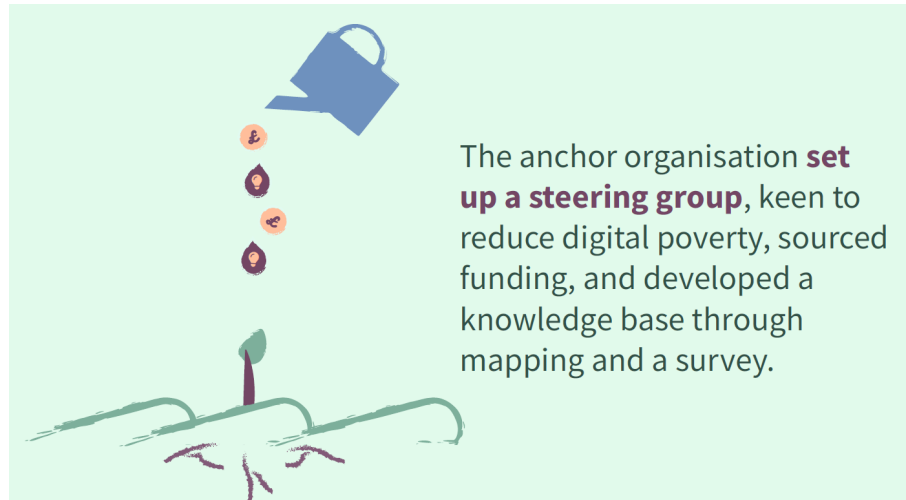 £
£
The anchor organisation set
up a steering group, keen to
reduce digital poverty, sourced
funding, and developed a
knowledge base through
mapping and a survey.